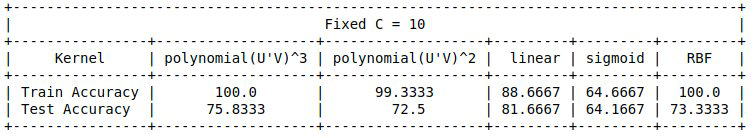 +--------------------------------------------------------------------------------------+
| Fixed C = 10 |
+----------------+-------------------+-------------------+---------+---------+---------+
| Kernel | polynomial(U'V)^3 | polynomial(U'V)^2 | linear | sigmoid | RBF |
+----------------+-------------------+-------------------+---------+---------+---------+
| Train Accuracy | 100.0 | 99.3333 | 88.6667 | 64.6667 | 100.0 |
| Test Accuracy | 75.8333 | 72.5 | 81.6667 | 64.1667 | 73.3333 |
+----------------+-------------------+-------------------+---------+---------+---------+